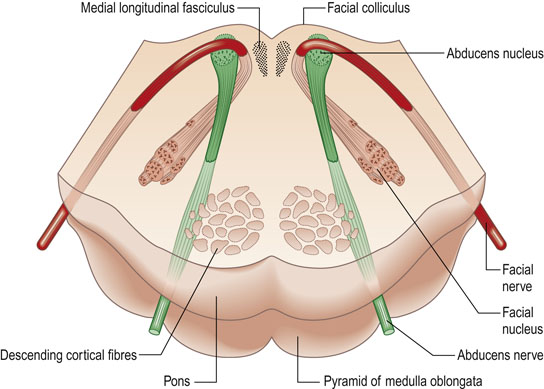 Medial longitudinal fasciculus
Facial colliculus
Abducens nucleus
Facial
nerve
Facial
nucleus
Descending cortical fibres
Abducens nerve
Pons
Pyramid of medulla oblongata